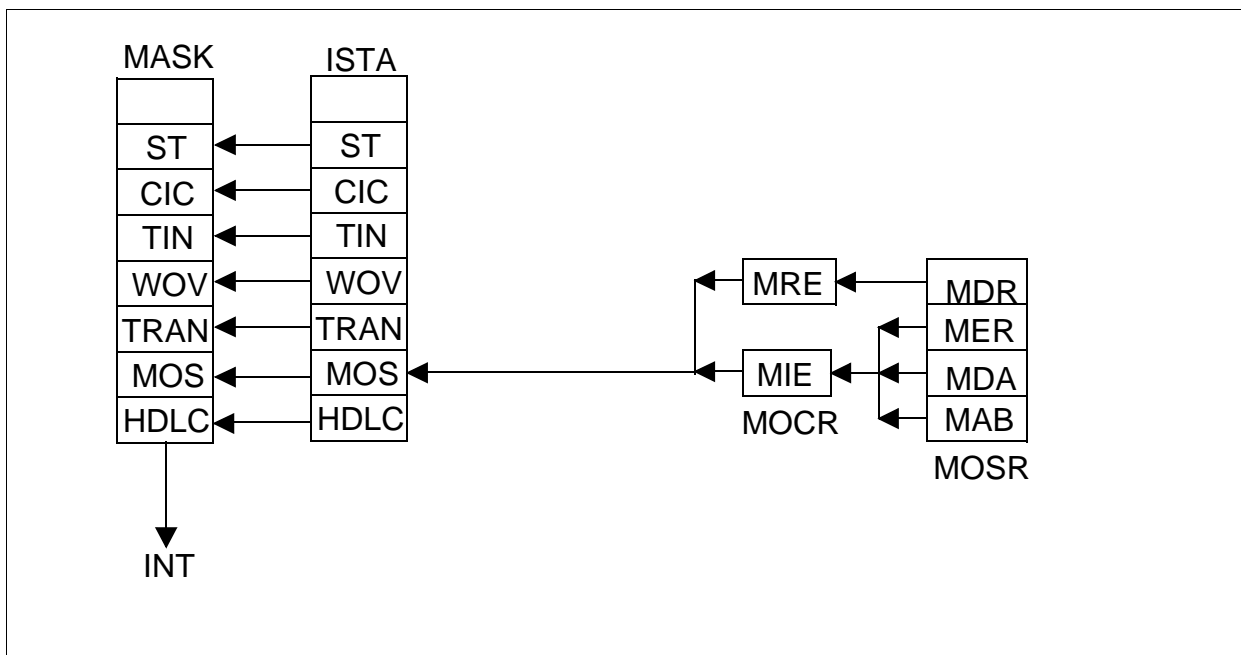 MASK ISTA
ST ST
CIC CIC
TIN TIN
WOV WOV MRE MDR
TRAN TRAN MER
MOS MOS MIE MDA
HDLC HDLC MOCR MAB
MOSR
INT